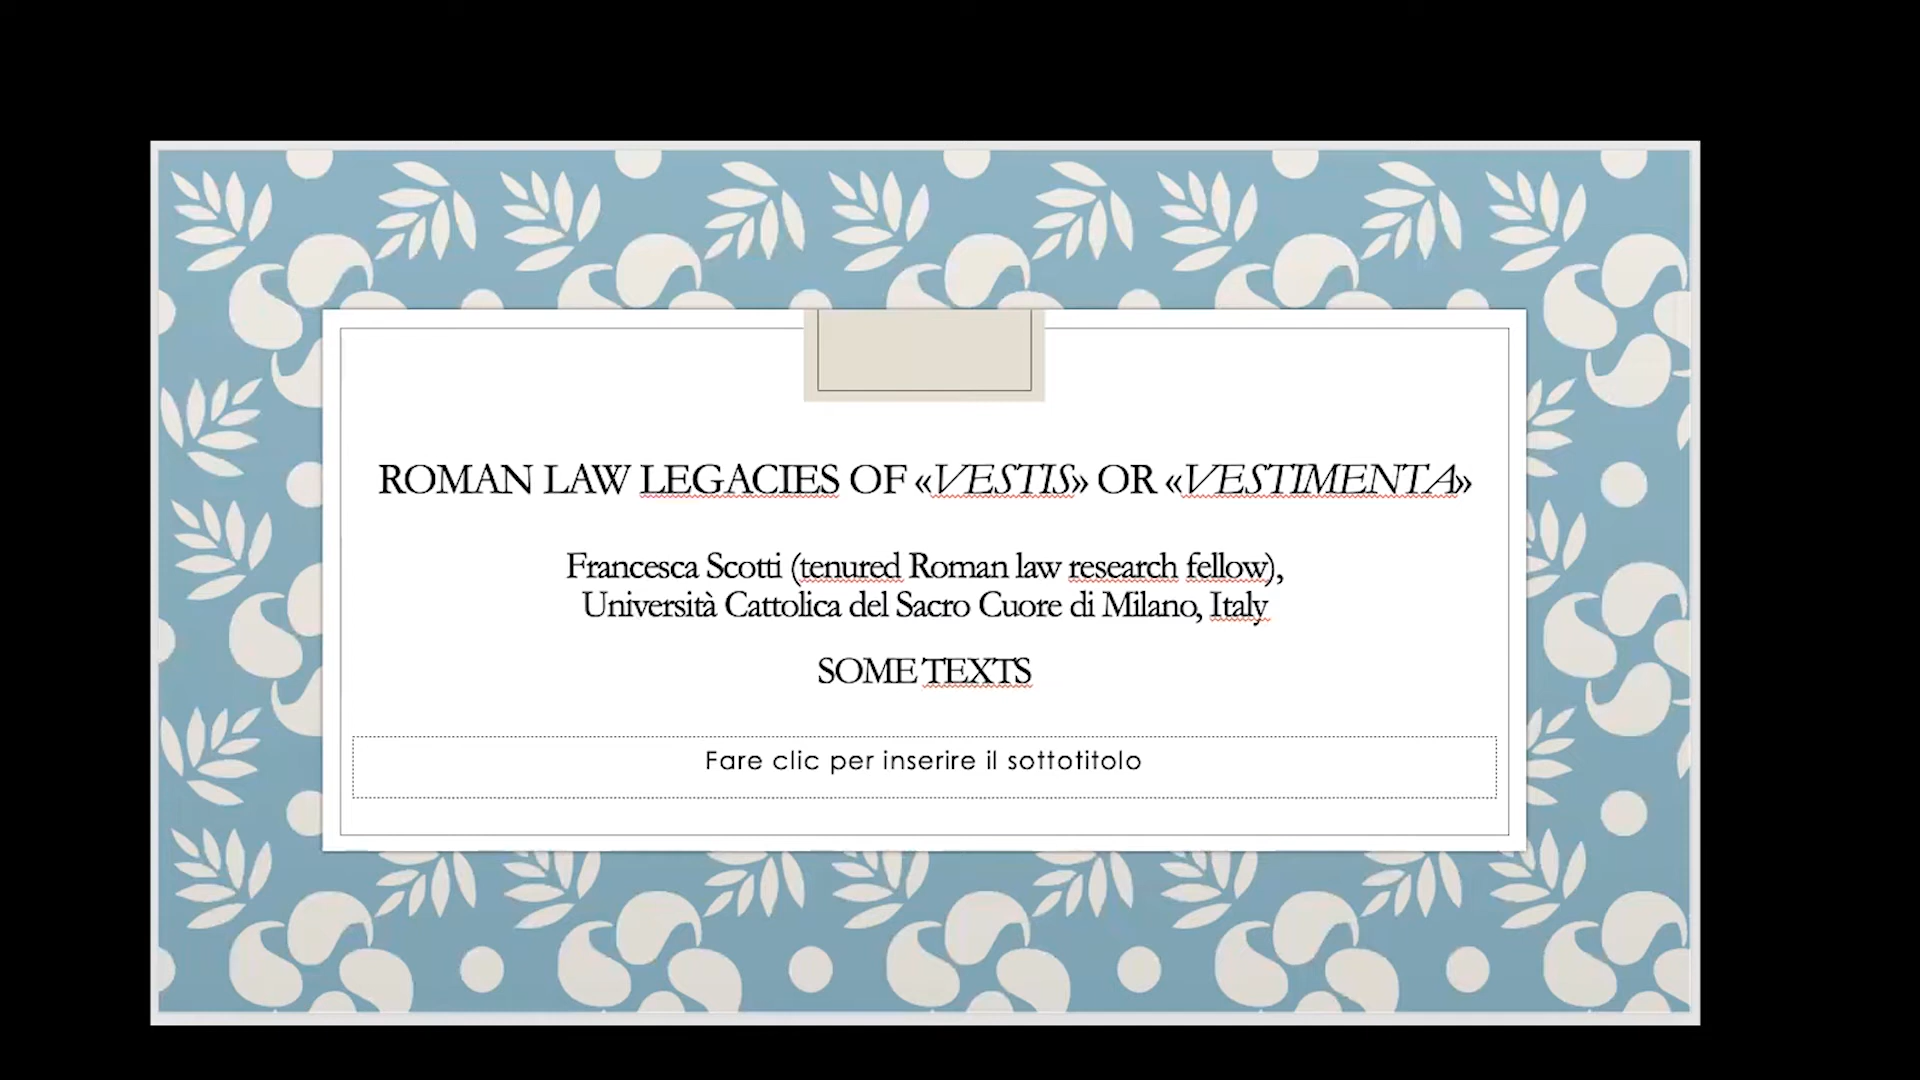 ROMAN LAW LEGACIES OF «VESTIS» OR «VESTIMENTA»
Francesca Scotti (tenured Roman law research fellow),
Università Cattolica del Sacro Cuore di Milano, Italy
SOME TEXTS
Fare clic per inserire il sottotitolo